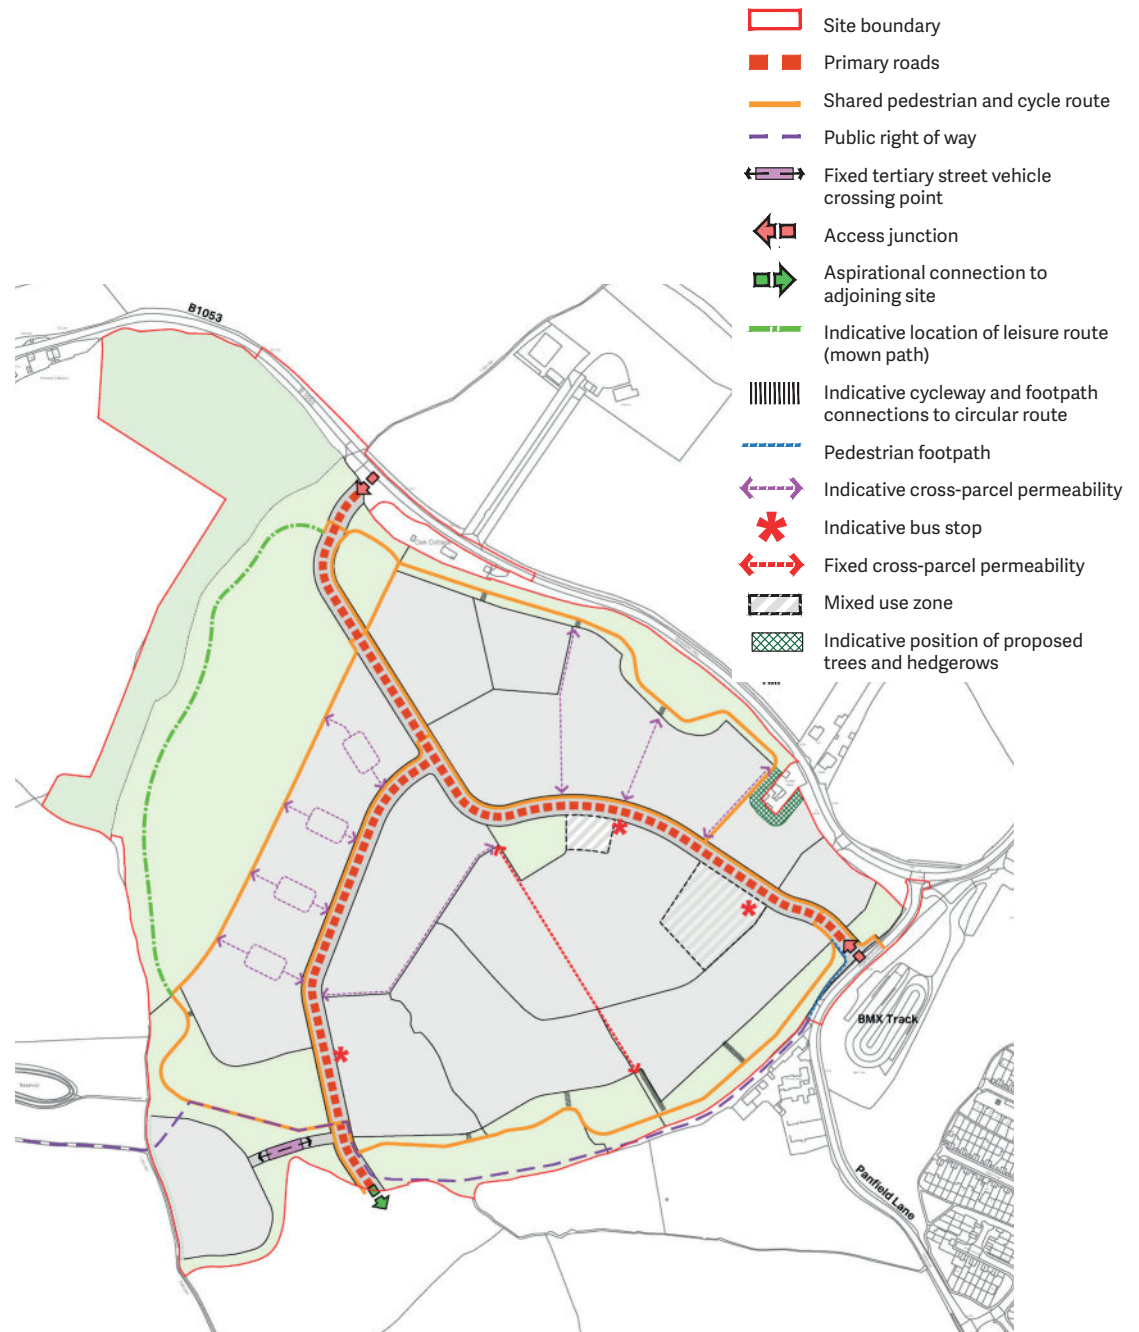 Site boundary
Primary roads
Shared pedestrian and cycle route
Public right of way
Fixed tertiary street vehicle
crossing point
Access junction
Aspirational connection to
adjoining site
Indicative location of leisure route
(mown path)
Indicative cycleway and footpath
connections to circular route
Pedestrian footpath
Indicative cross-parcel permeability
Indicative bus stop
Fixed cross-parcel permeability
Mixed use zone
Indicative position of proposed
trees and hedgerows
B1053
Oak Cottage
BMX Track
Reservoir
Panfield Lane